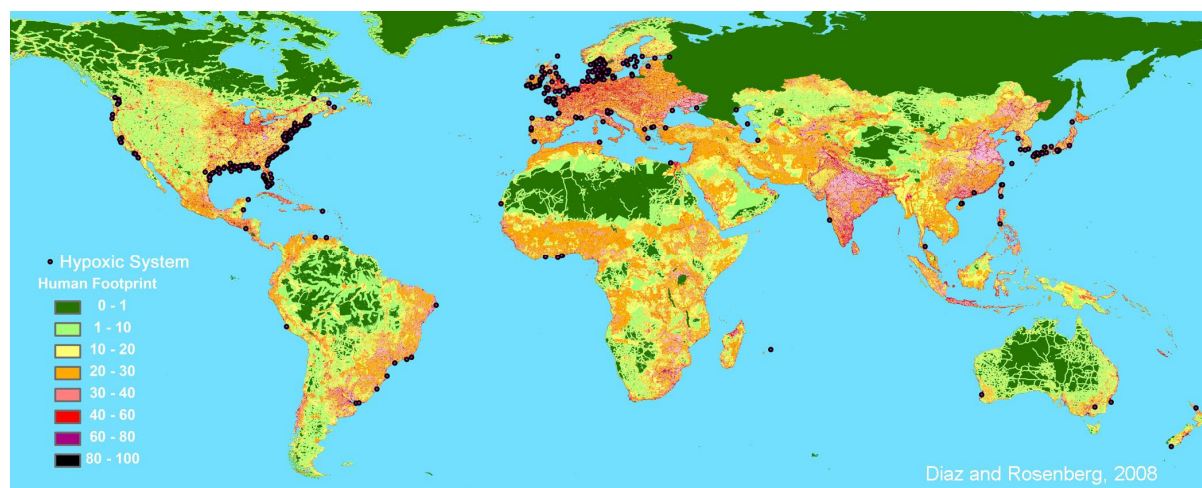 Hypoxic System
Human Footprint
0 - 1
1 - 10
10 - 20
20 - 30
30 - 40
40 - 60
60 - 80
80 - 100
Diaz and Rosenberg, 2008